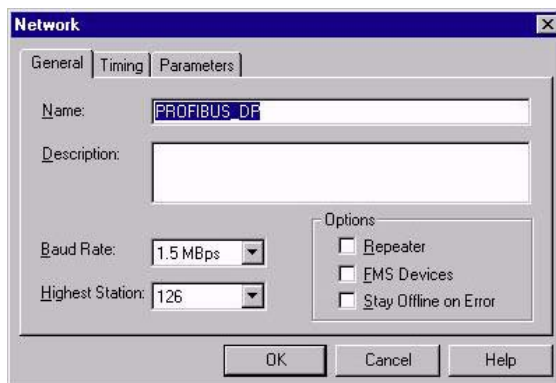 Network
General Timing Parameters
Name: PROFIBUS_DP
Description:
Options
Baud Rate: 1.5 MBps
Repeater
FMS Devices
Highest Station: 126
Stay Offline on Error
OK Cancel Help